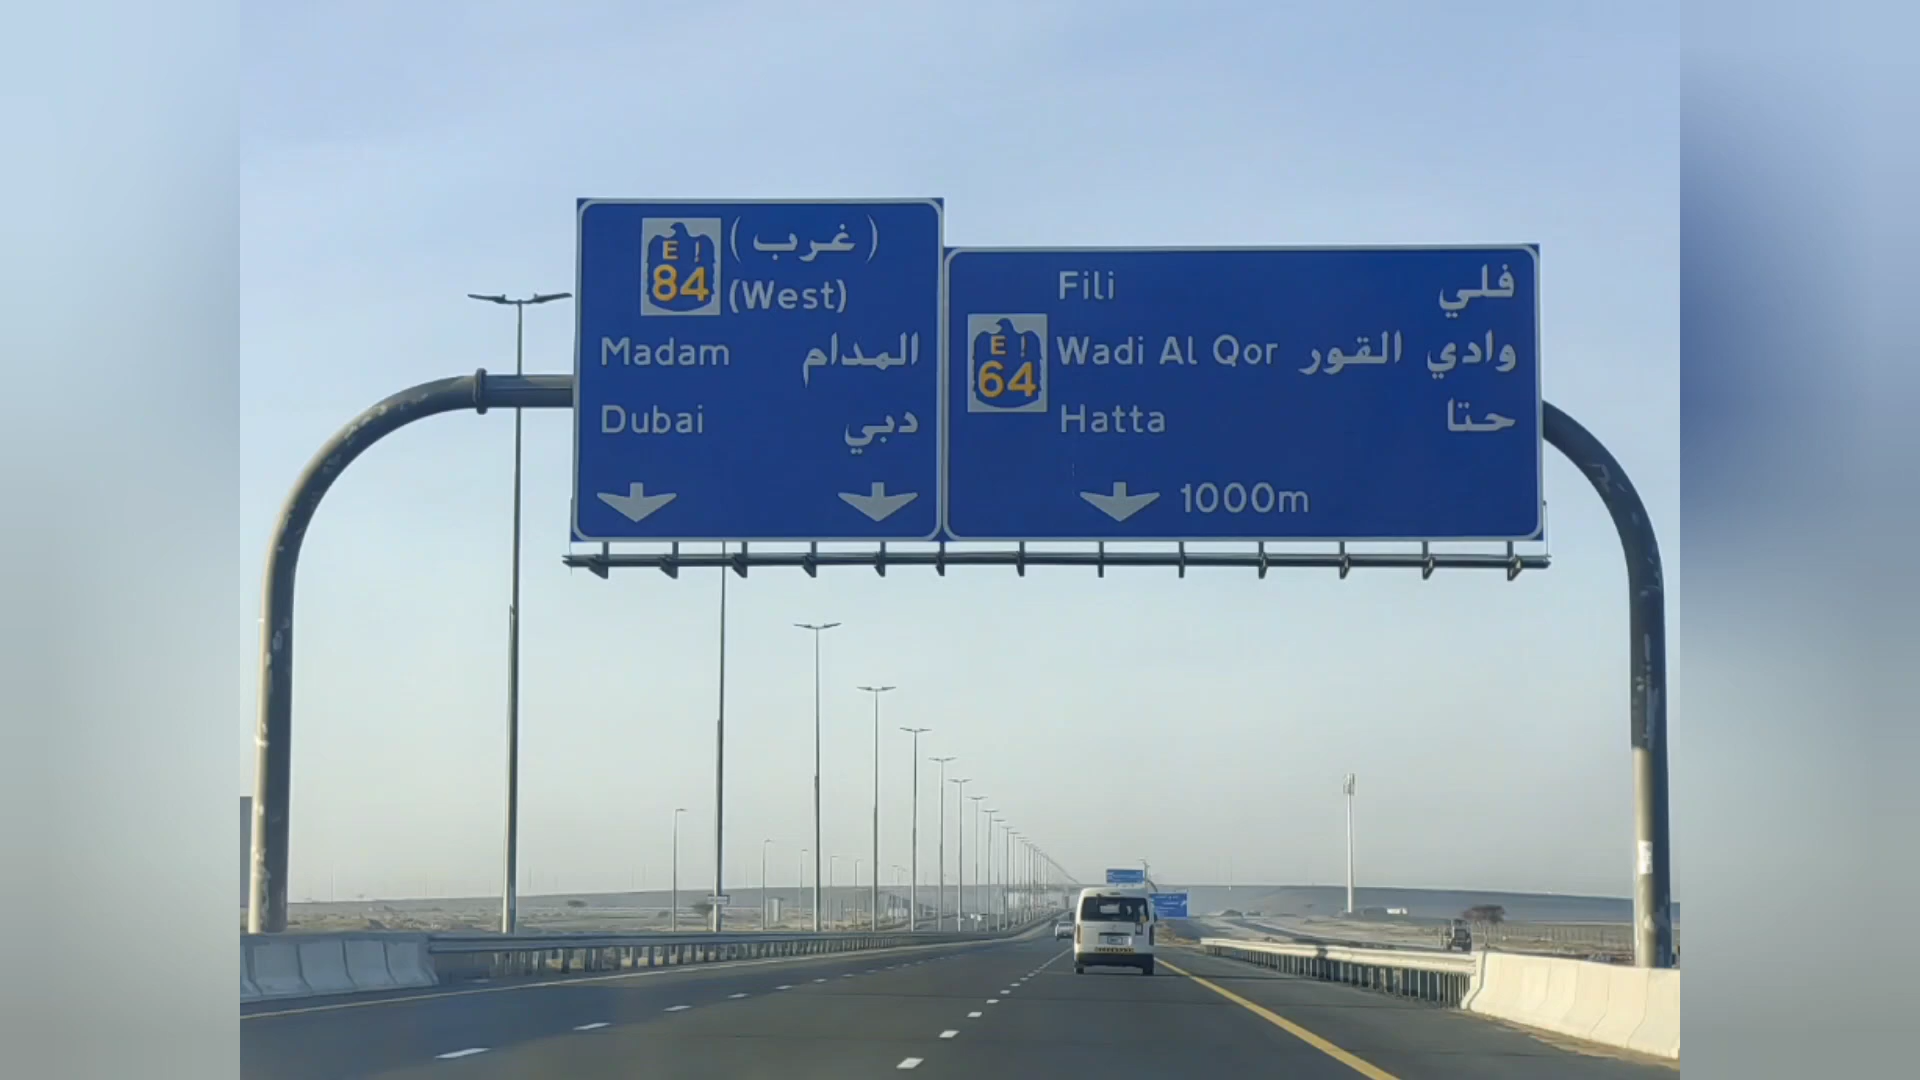 E
84
(غرب)
(West)
Madam المدام
Dubai دبي
Fili فلي
E
64
Wadi Al Qor وادي القور
Hatta حتا
1000m